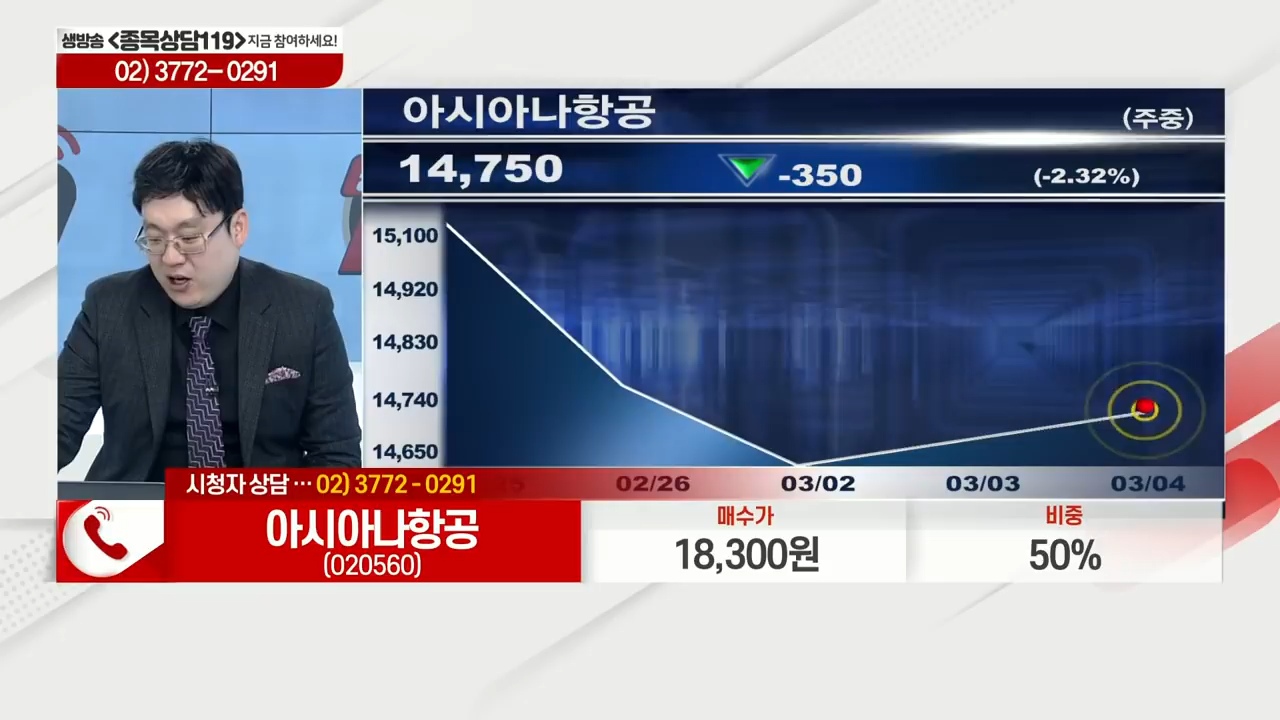 생방송 <종목상담119> 지금 참여하세요!
02) 3772-0291
아시아나항공 (주중)
14,750 -350 (-2.32%)
15,100
14,920
14,830
14,740
14,650
02/26 03/02 03/03 03/04
시청자 상담 … 02) 3772 - 0291
아시아나항공
(020560)
매수가
18,300원
비중
50%